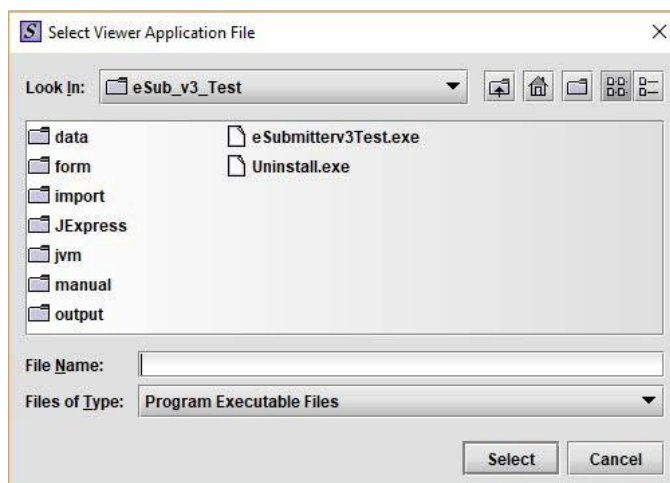 S Select Viewer Application File
Look In: eSub_v3_Test
data eSubmitterv3Test.exe
form Uninstall.exe
import
JExpress
jvm
manual
output
File Name:
Files of Type: Program Executable Files
Select Cancel